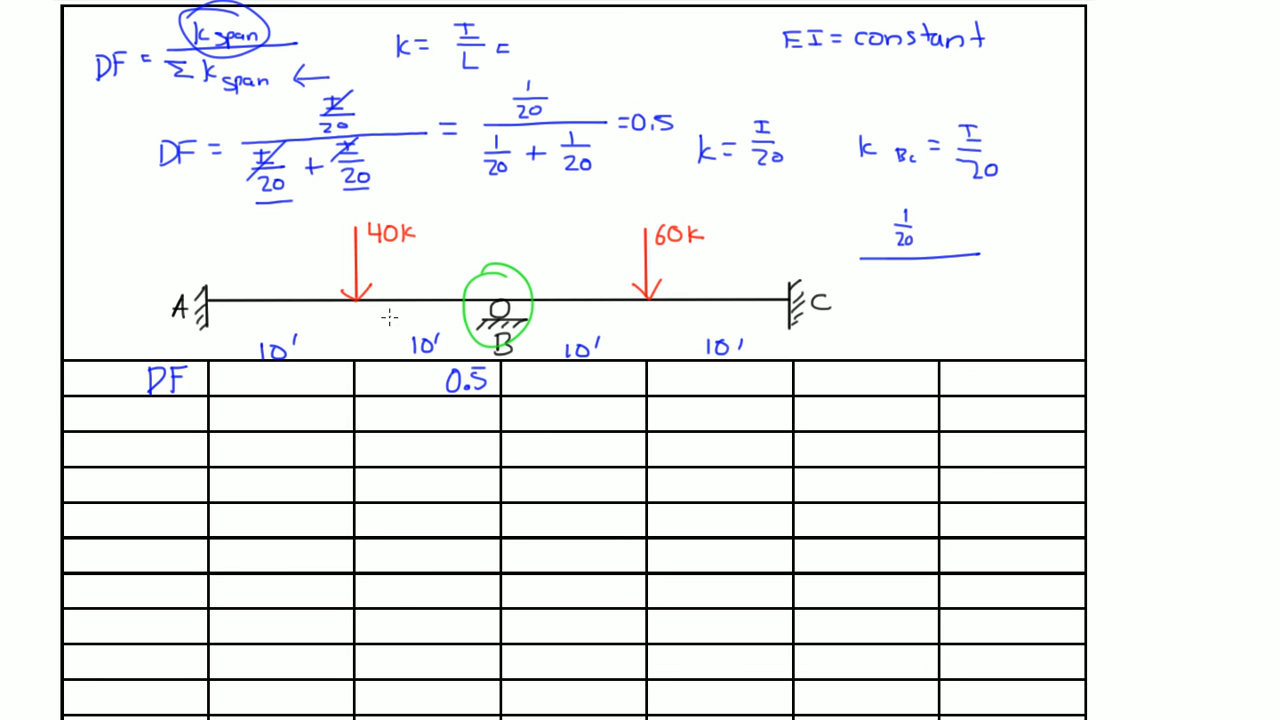 DF = k span / Σ k span ← k = I/L = EI = constant
DF = I/20 / I/20 + I/20 = 1/20 / 1/20 + 1/20 = 0.5 k = I/20 k BC = I/20
1/20
40k 60k
A B C
10' 10' 10' 10'
DF 0.5